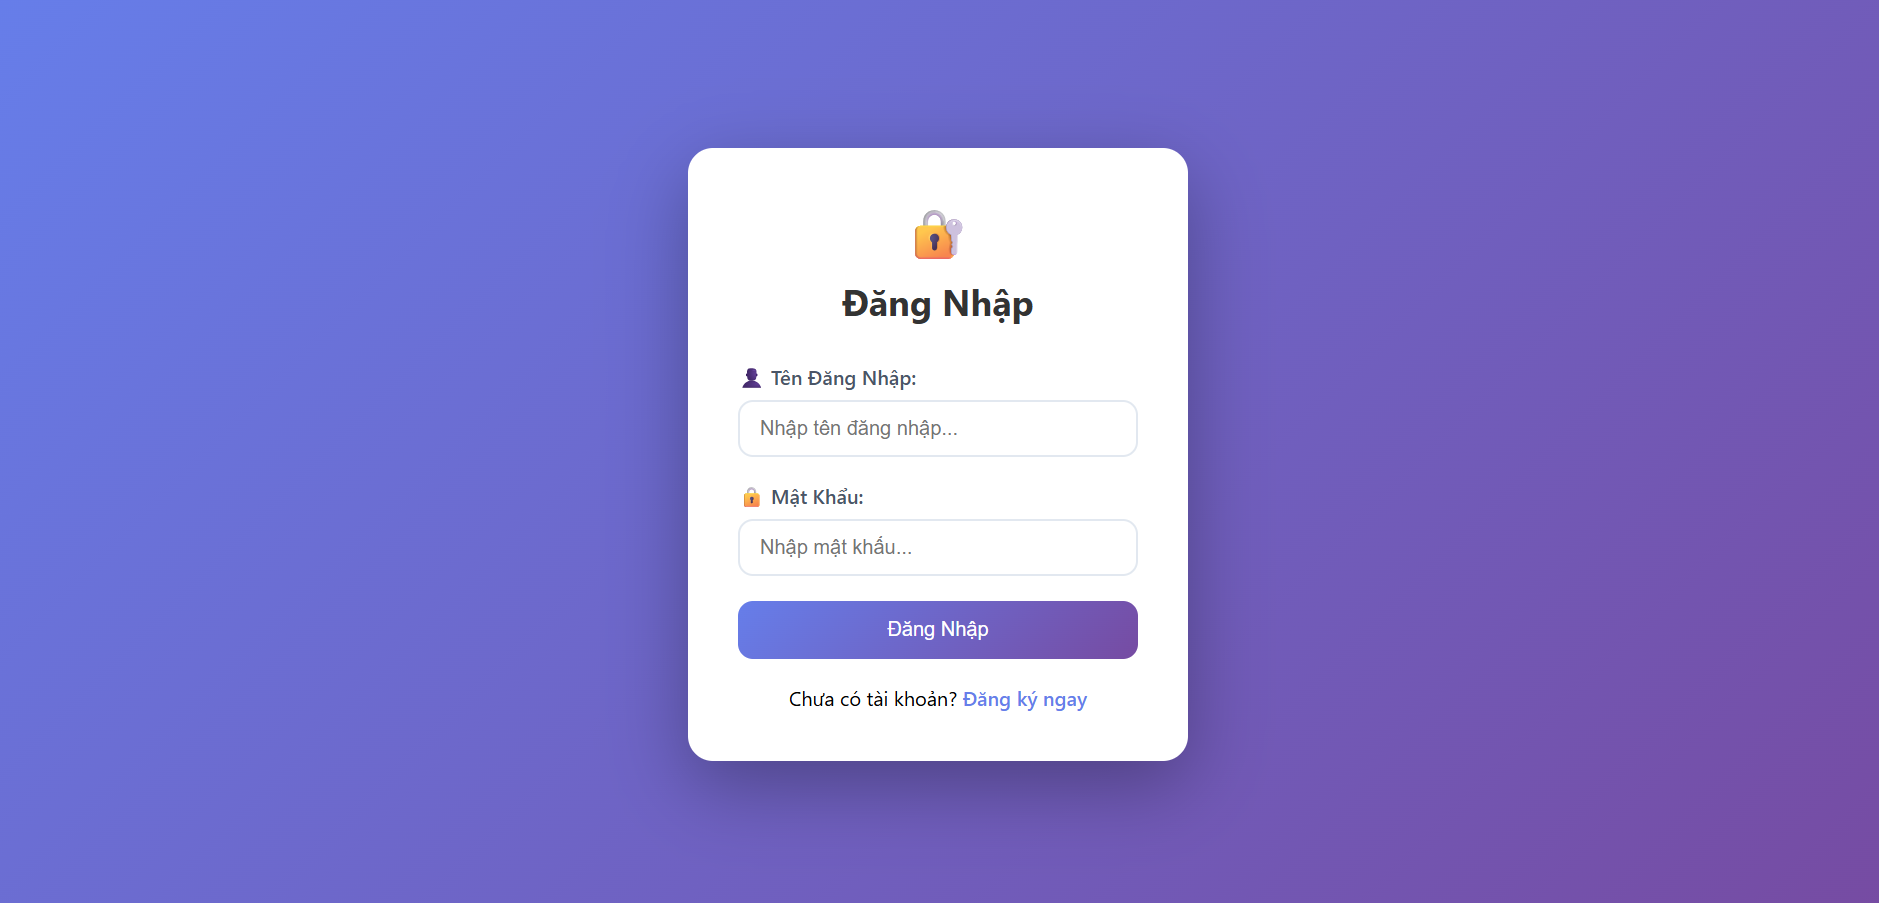 Đăng Nhập
Tên Đăng Nhập:
Nhập tên đăng nhập...
Mật Khẩu:
Nhập mật khẩu...
Đăng Nhập
Chưa có tài khoản? Đăng ký ngay